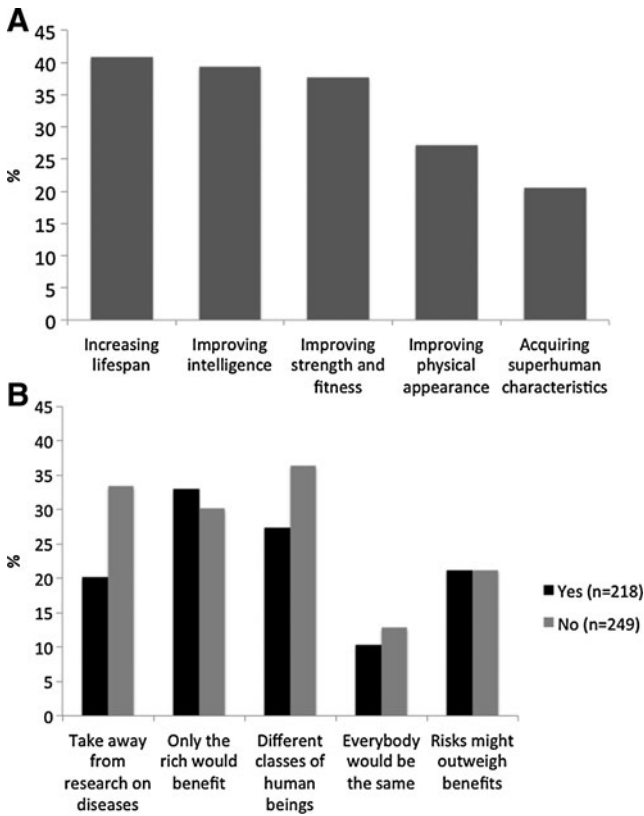 A
45
40
35
30
25
20
15
10
5
0
%
Increasing
lifespan
Improving
intelligence
Improving
strength and
fitness
Improving
physical
appearance
Acquiring
superhuman
characteristics
B
45
40
35
30
25
20
15
10
5
0
%
Take away
from
research on
diseases
Only the
rich would
benefit
Different
classes of
human
beings
Everybody
would be
the same
Risks might
outweigh
benefits
Yes (n=218)
No (n=249)